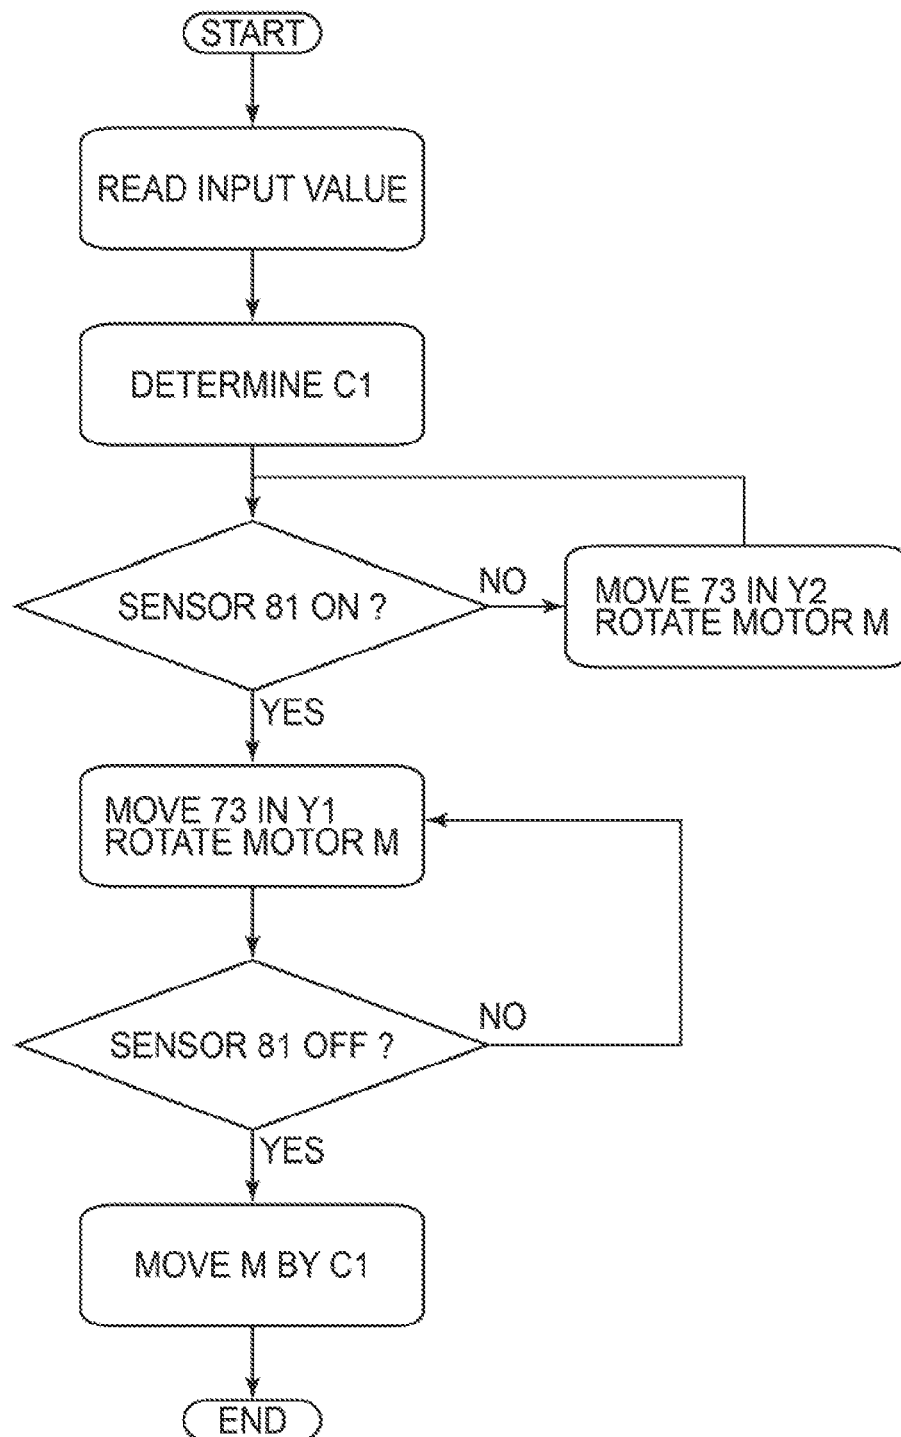 START
READ INPUT VALUE
DETERMINE C1
SENSOR 81 ON ?
NO
MOVE 73 IN Y2
ROTATE MOTOR M
YES
MOVE 73 IN Y1
ROTATE MOTOR M
SENSOR 81 OFF ?
NO
YES
MOVE M BY C1
END